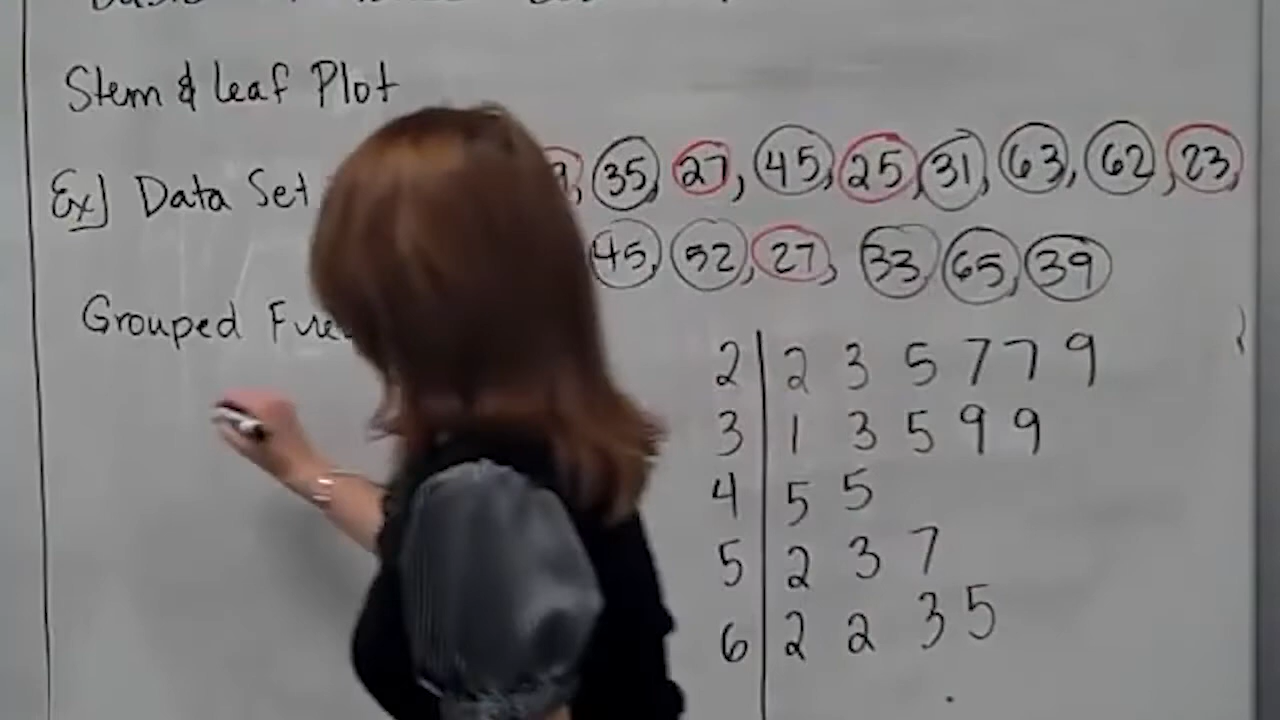 Stem & Leaf Plot
Ex] Data Set 35, 27, 45, 25, 31, 63, 62, 23,
45, 52, 27, 33, 65, 39
Grouped
2 | 2 3 5 7 7 9
3 | 1 3 5 9 9
4 | 5 5
5 | 2 3 7
6 | 2 2 3 5